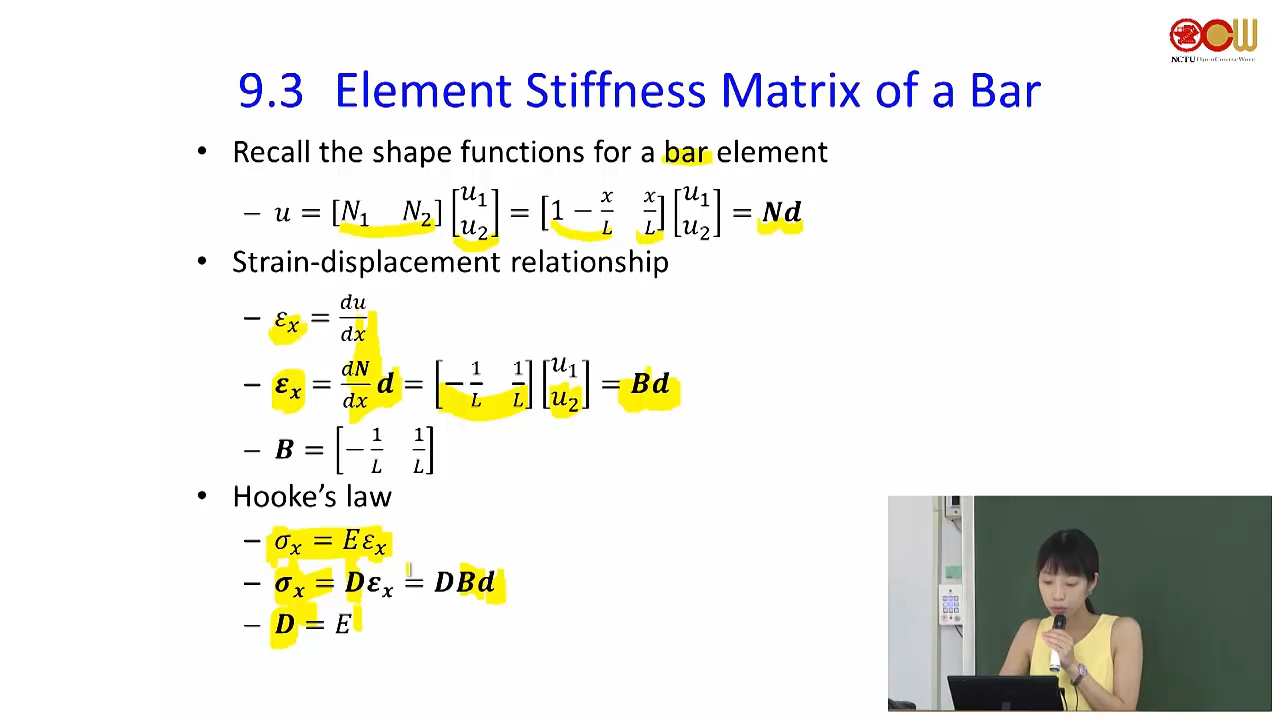 NCTU OpenCourseWare
9.3 Element Stiffness Matrix of a Bar
• Recall the shape functions for a bar element
– u = [N₁ N₂] [u₁ u₂] = [1 − x/L x/L] [u₁ u₂] = Nd
• Strain-displacement relationship
– εₓ = du/dx
– εₓ = dN/dx d = [−1/L 1/L] [u₁ u₂] = Bd
– B = [−1/L 1/L]
• Hooke’s law
– σₓ = Eεₓ
– σₓ = Dεₓ = DBd
– D = E